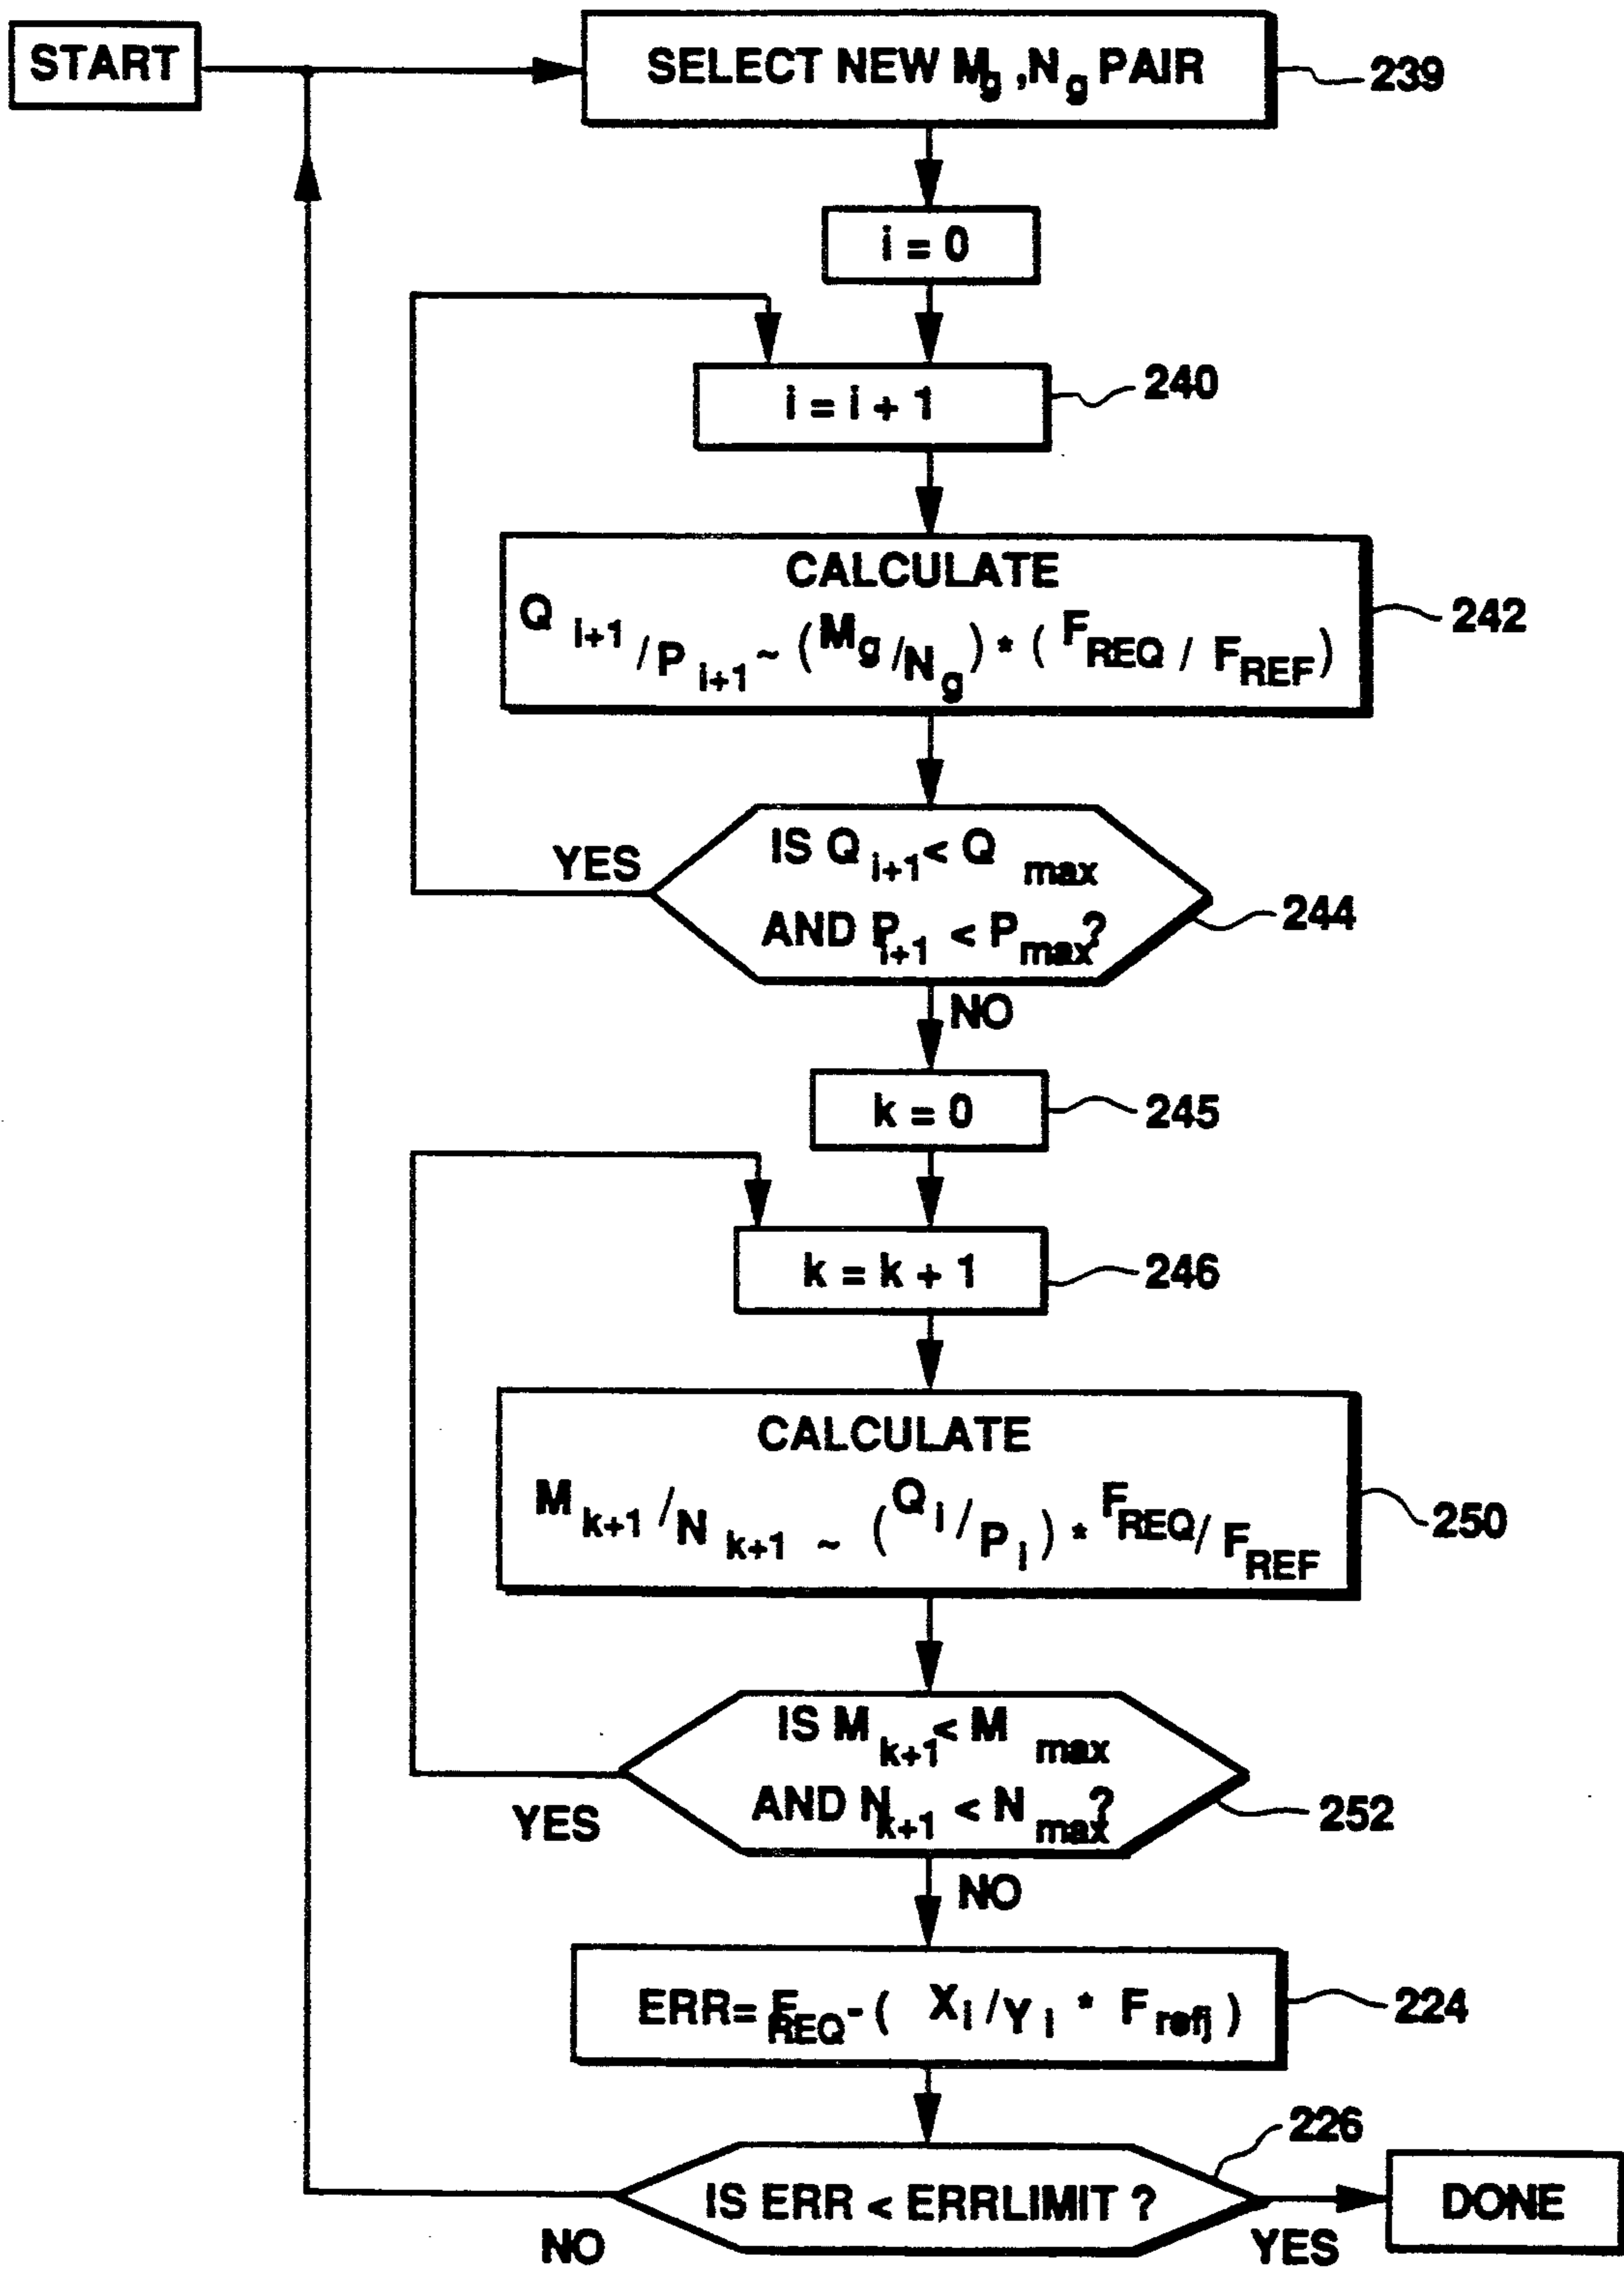 START
SELECT NEW Mg ,Ng PAIR
239
i = 0
i = i + 1
240
CALCULATE
Q i+1 / P i+1 ~ ( Mg / Ng ) * ( FREQ / FREF )
242
IS Q i+1 < Q max
AND P i+1 < P max ?
YES
244
NO
k = 0
245
k = k + 1
246
CALCULATE
M k+1 / N k+1 ~ ( Q i / P i ) * FREQ / FREF
250
IS M k+1 < M max
AND N k+1 < N max ?
YES
252
NO
ERR = FREQ - ( X i / Y i * F refj )
224
226
IS ERR < ERRLIMIT ?
DONE
NO
YES